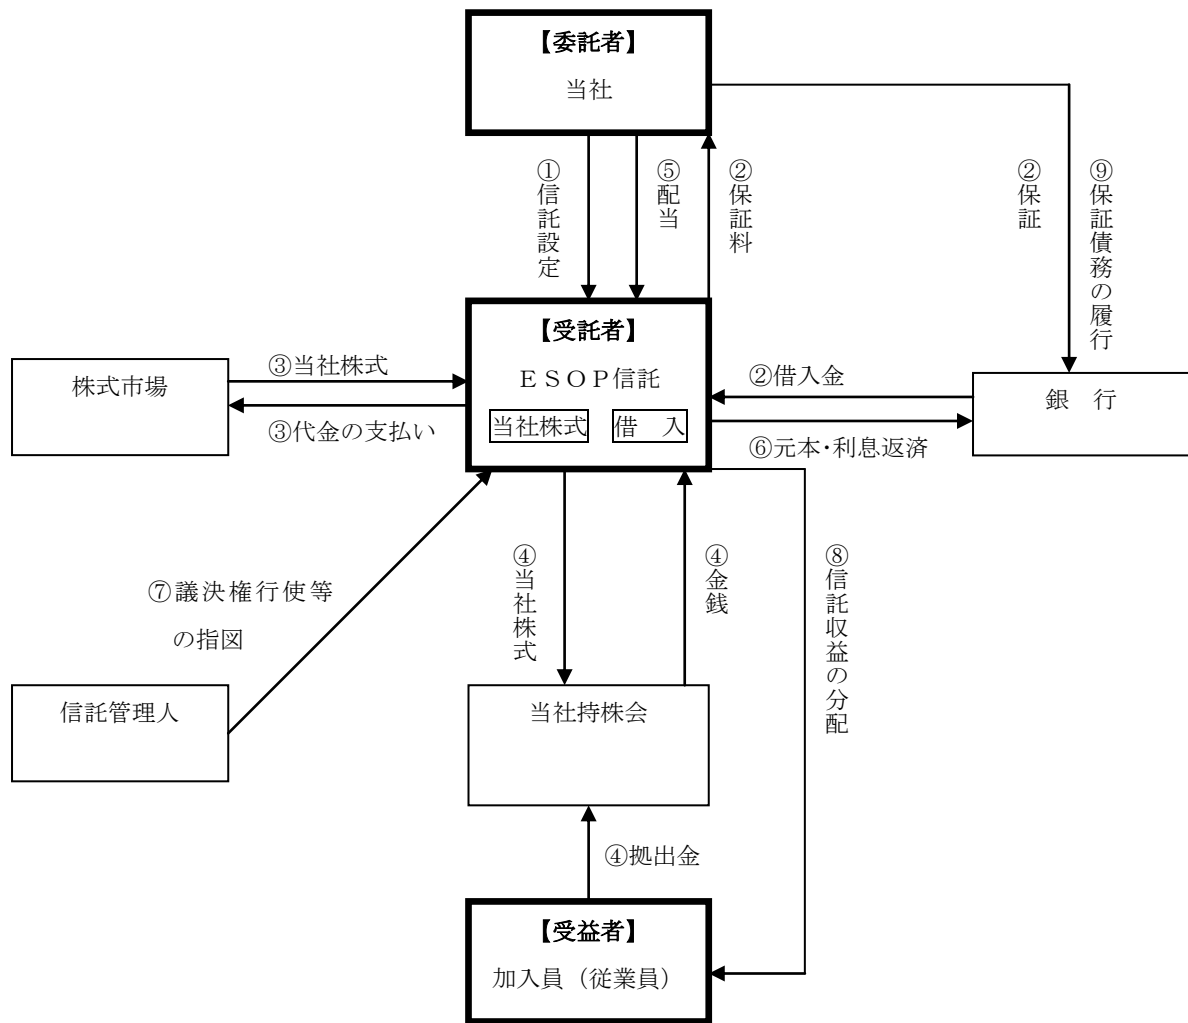 【委託者】
当社
①信託設定
⑤配当
②保証料
②保証
⑨保証債務の履行
【受託者】
ＥＳＯＰ信託
当社株式
借　入
株式市場
③当社株式
③代金の支払い
②借入金
⑥元本・利息返済
銀　行
⑦議決権行使等
の指図
④当社株式
④金銭
⑧信託収益の分配
信託管理人
当社持株会
④拠出金
【受益者】
加入員（従業員）